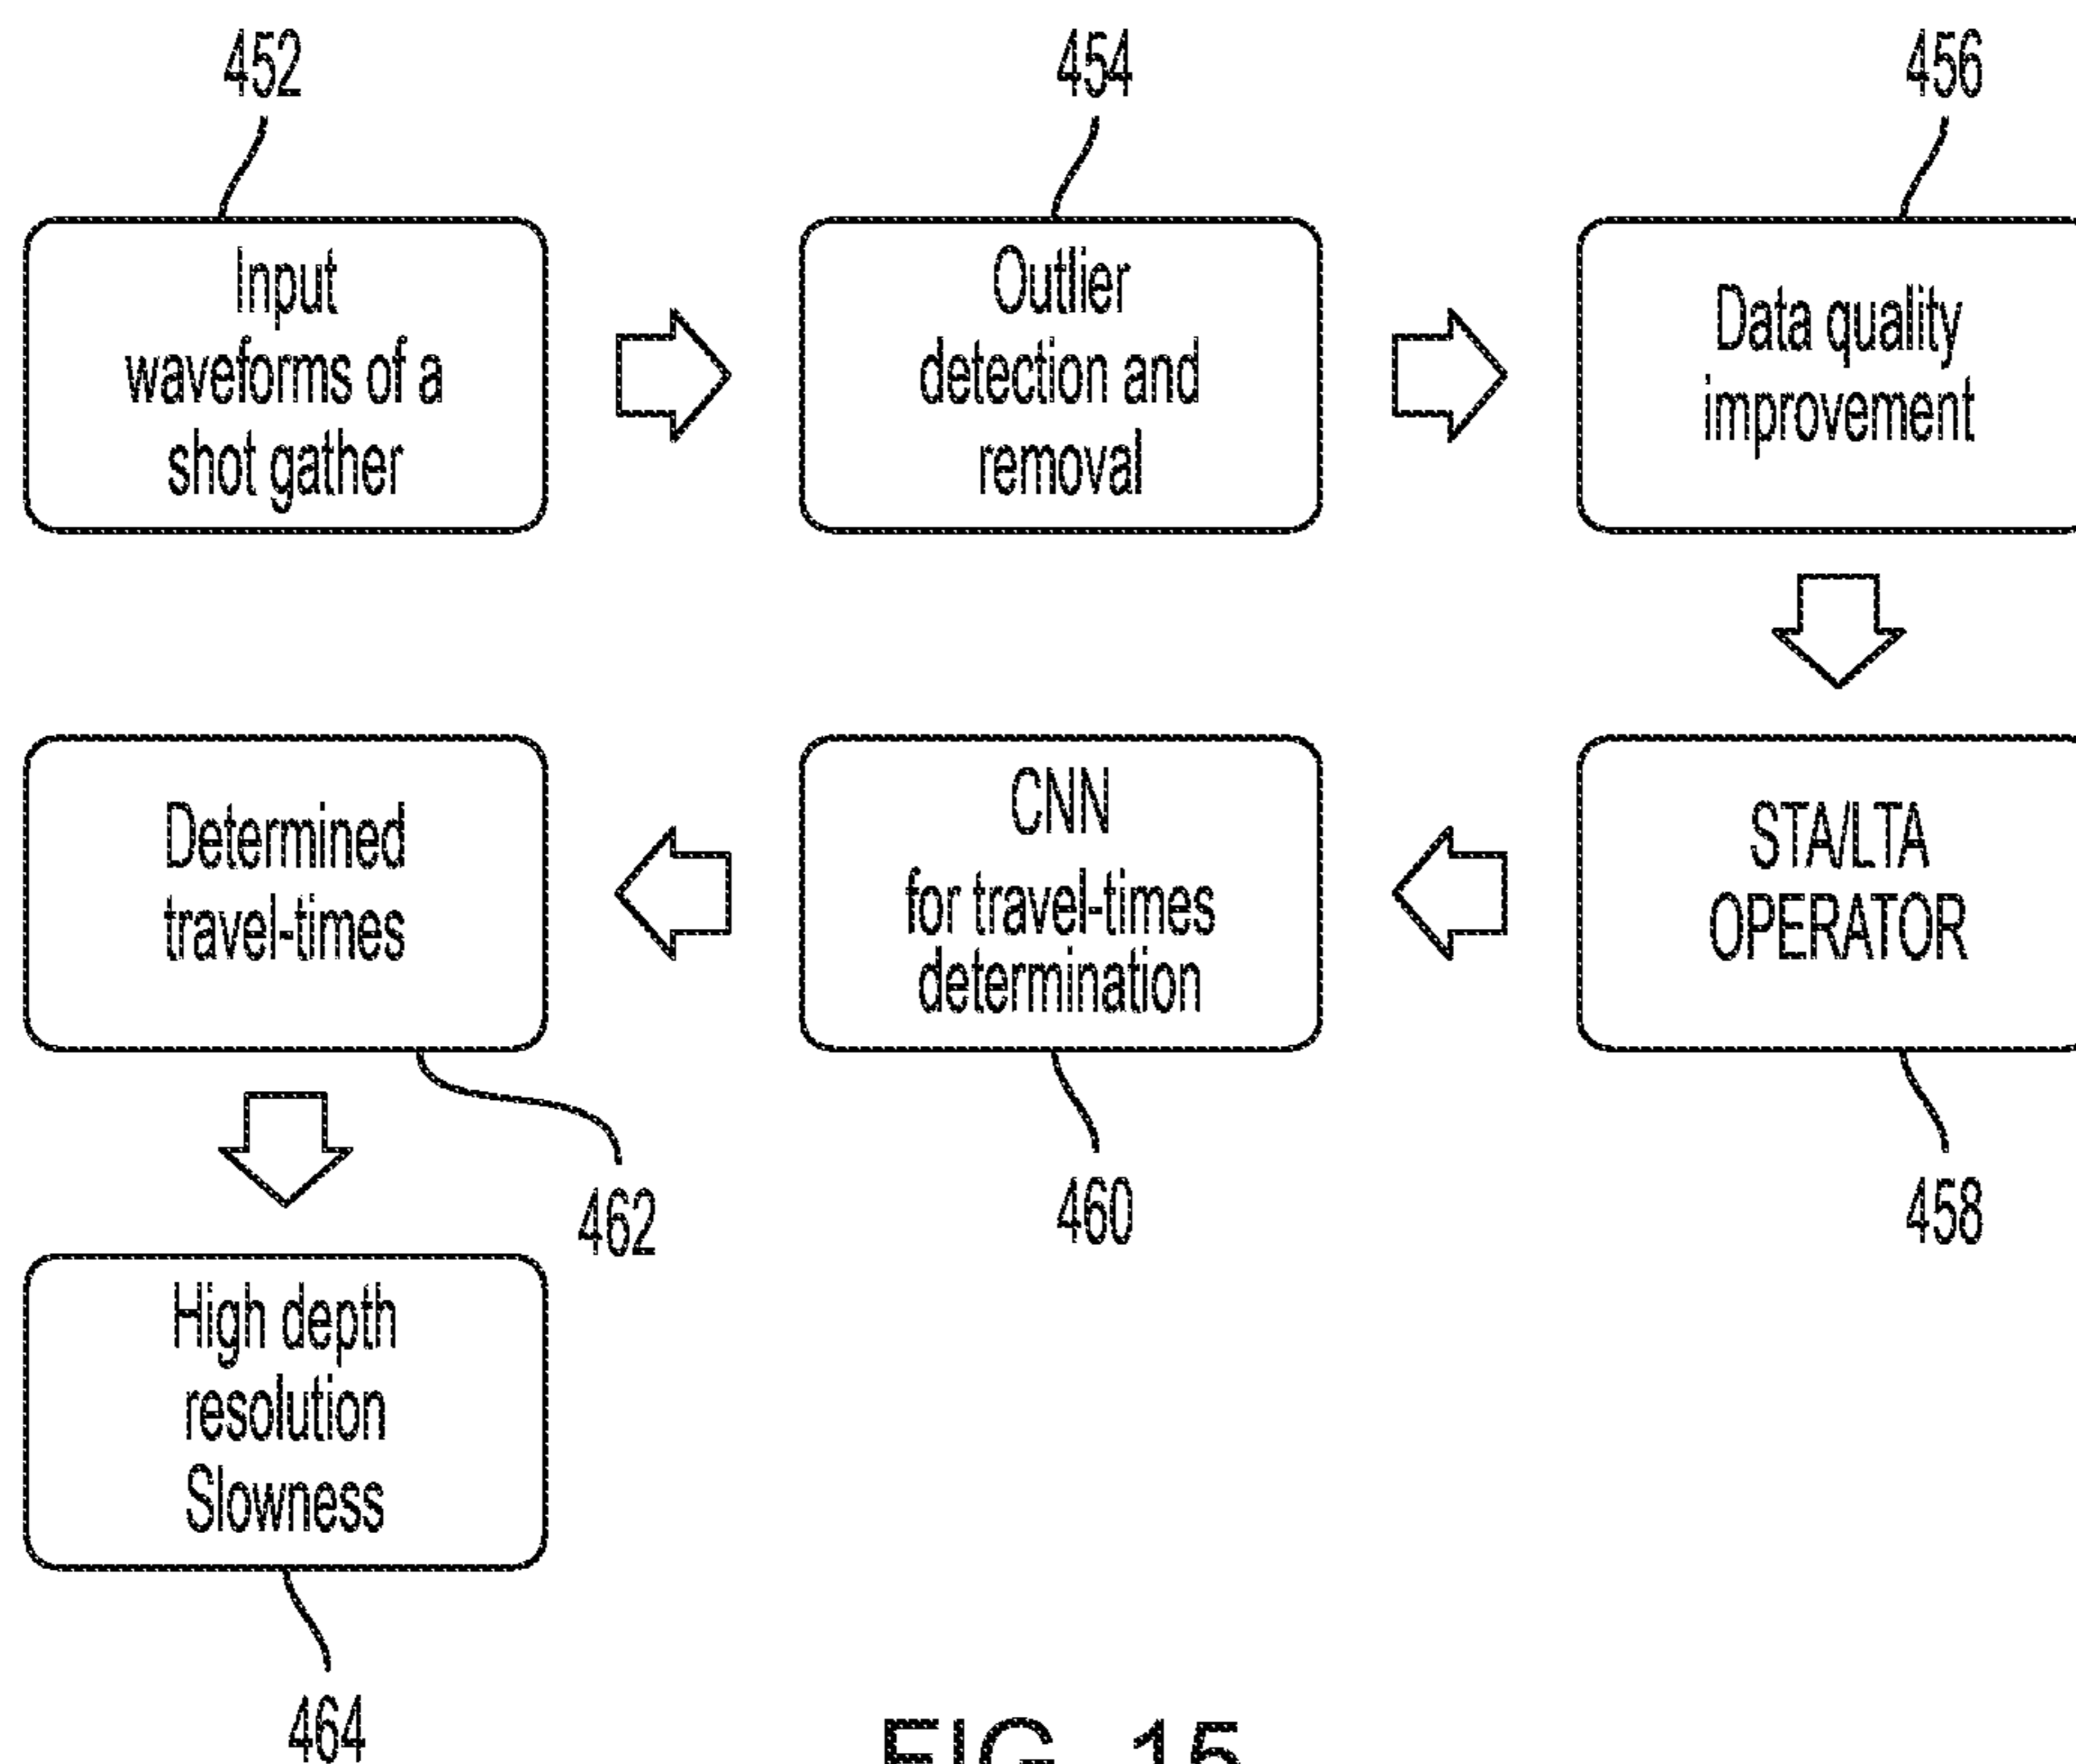 452
454
456
Input
waveforms of a
shot gather
Outlier
detection and
removal
Data quality
improvement
Determined
travel-times
CNN
for travel-times
determination
STA/LTA
OPERATOR
462
460
458
High depth
resolution
Slowness
464
FIG. 15